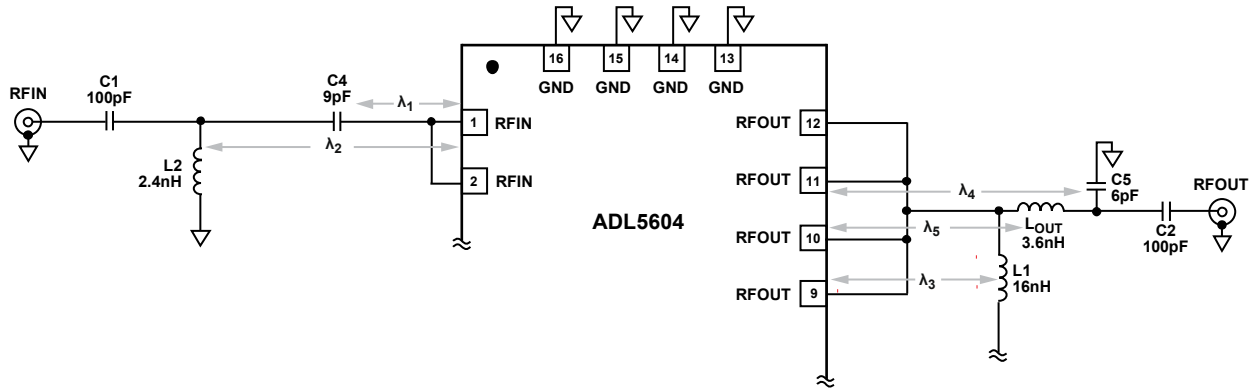 16
15
14
13
GND
GND
GND
GND
RFIN
C1
100pF
C4
9pF
λ1
1
RFIN
L2
2.4nH
λ2
2
RFIN
ADL5604
RFOUT
12
RFOUT
11
RFOUT
10
RFOUT
9
λ4
λ5
λ3
LOUT
3.6nH
L1
16nH
C5
6pF
C2
100pF
RFOUT